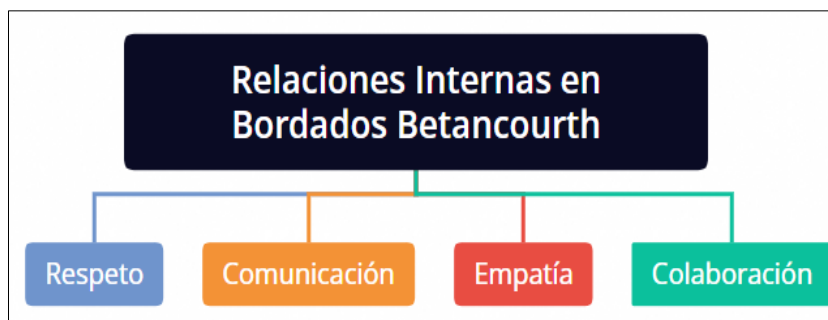 Relaciones Internas en
Bordados Betancourth
Respeto
Comunicación
Empatía
Colaboración